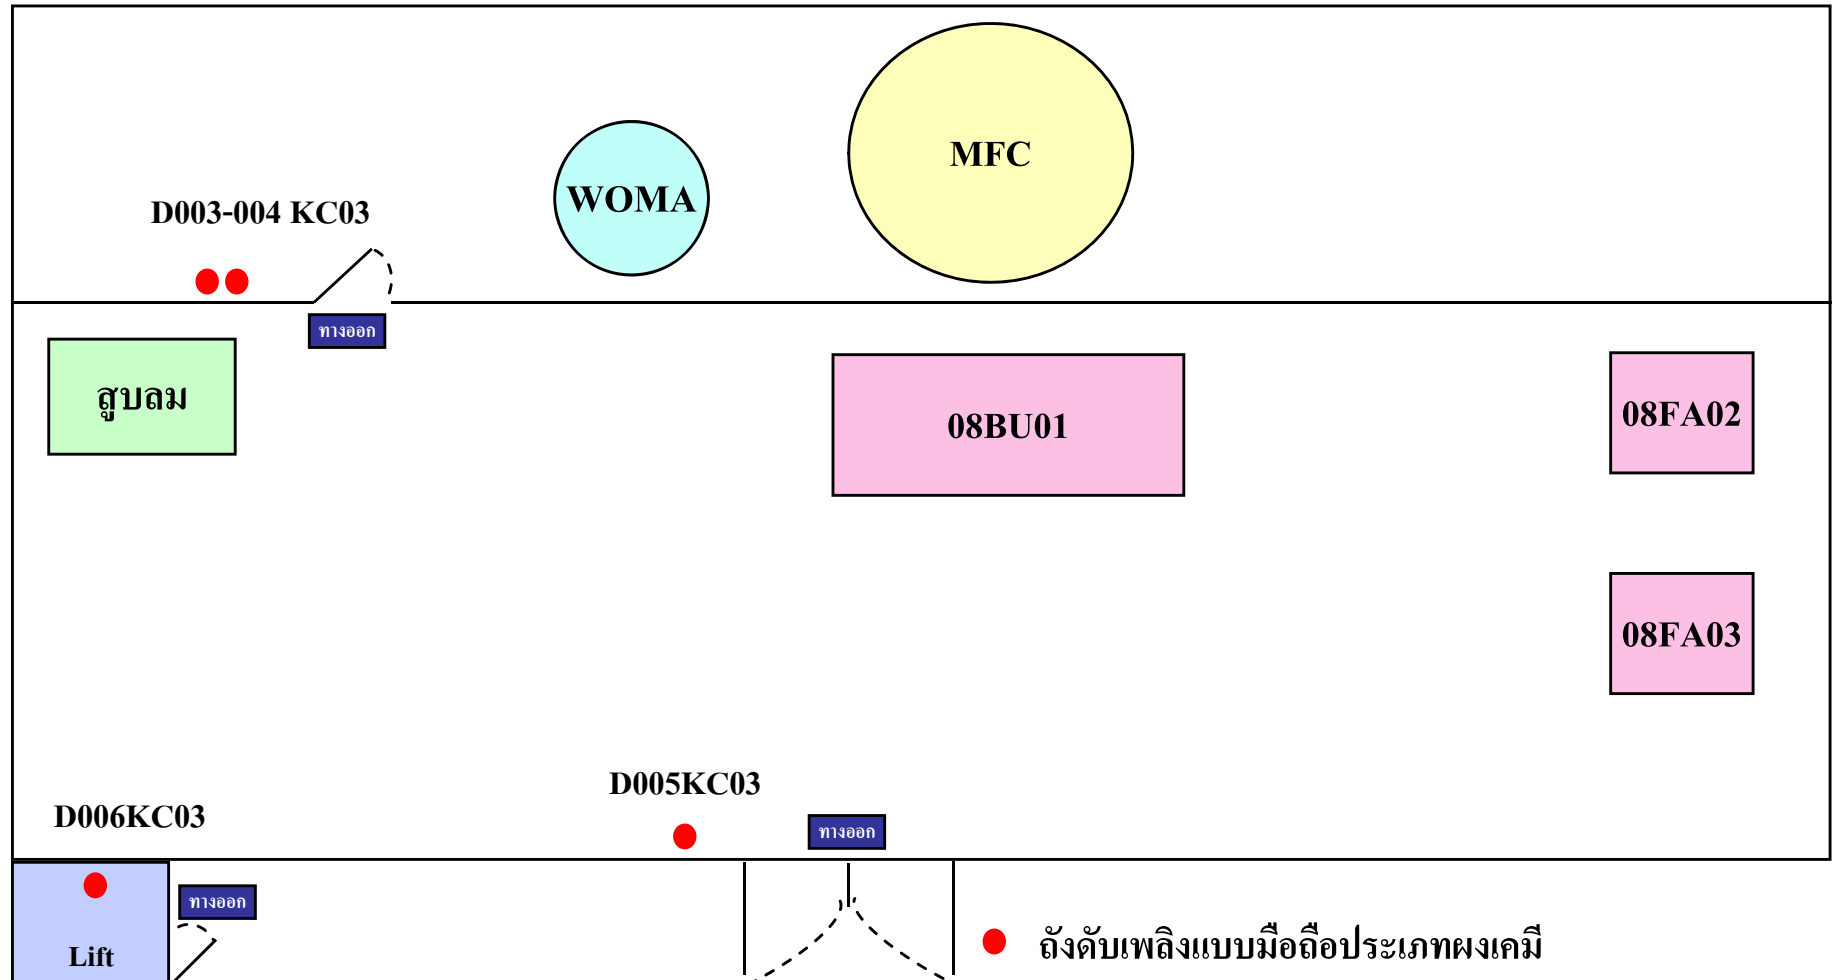 MFC
WOMA
D003-004 KC03
ทางออก
สูบลม
08BU01
08FA02
08FA03
D005KC03
D006KC03
ทางออก
ทางออก
Lift
ถังดับเพลิงแบบมือถือประเภทผงเคมี